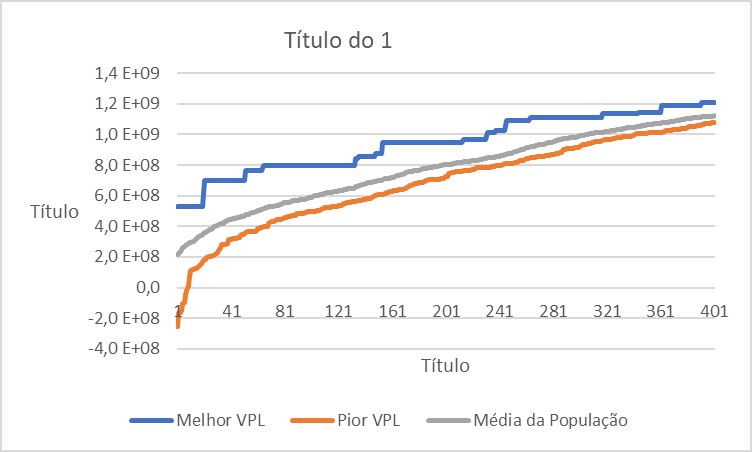 Título do 1
1,4 E+09
1,2 E+09
1,0 E+09
8,0 E+08
6,0 E+08
4,0 E+08
2,0 E+08
0,0
-2,0 E+08
-4,0 E+08
Título
1 41 81 121 161 201 241 281 321 361 401
Título
Melhor VPL Pior VPL Média da População